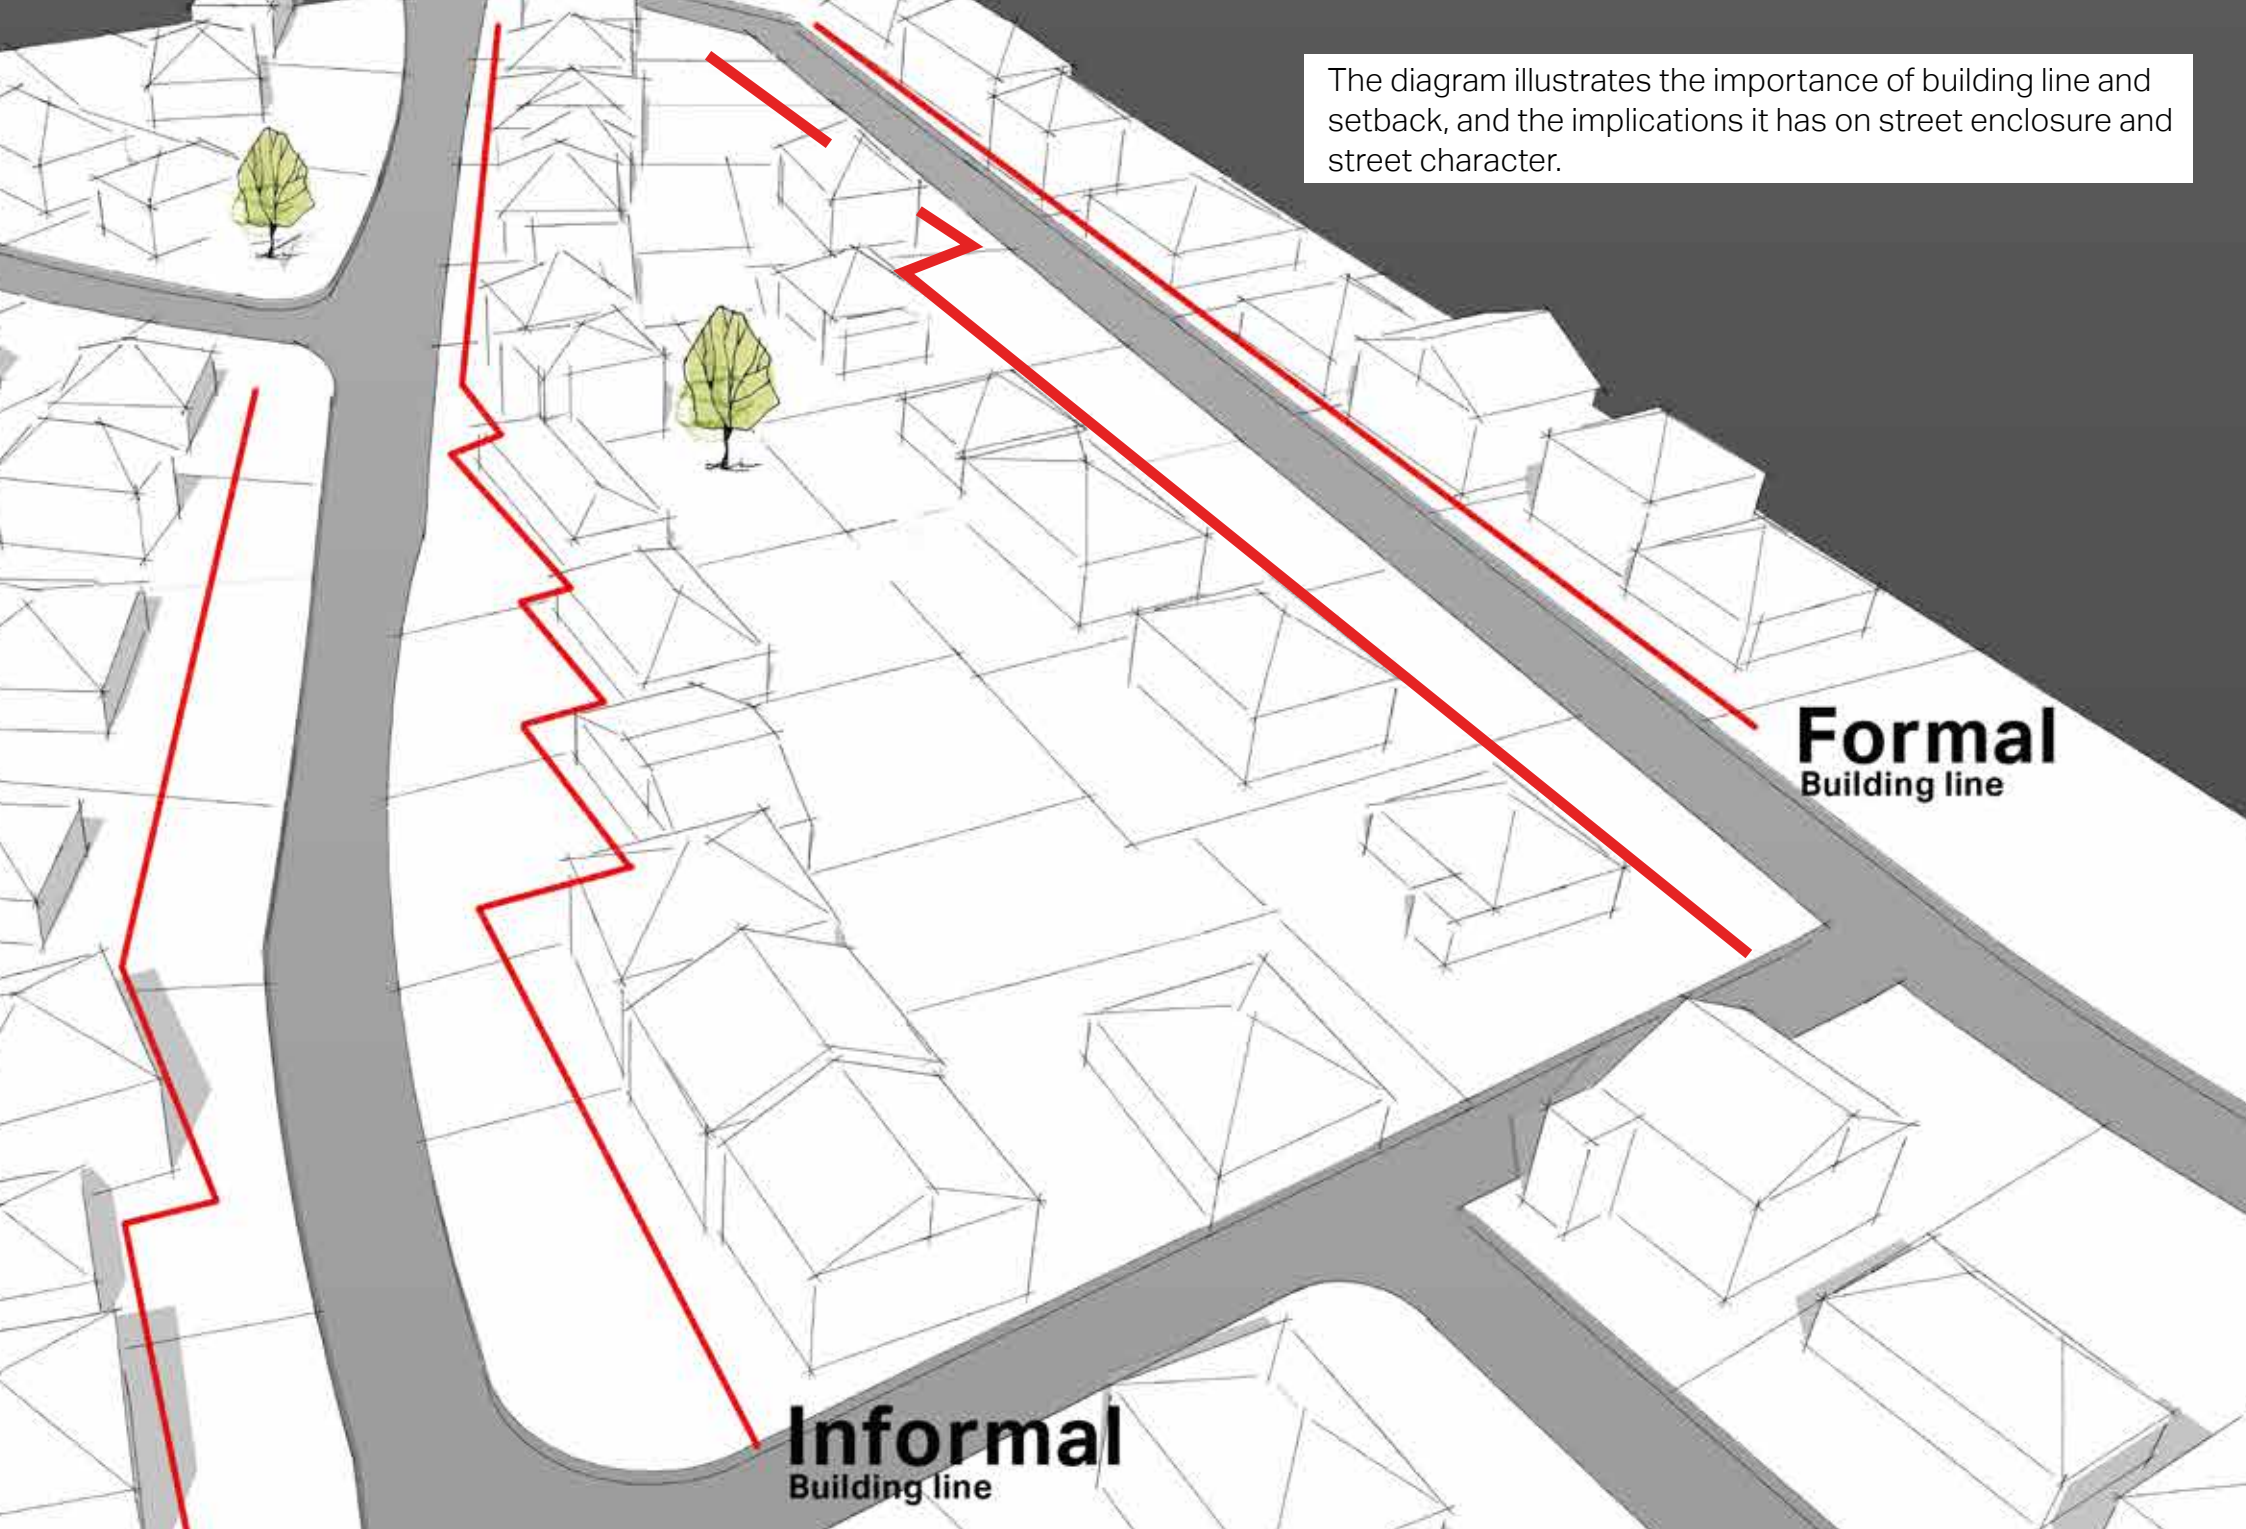 The diagram illustrates the importance of building line and
setback, and the implications it has on street enclosure and
street character.
Formal
Building line
Informal
Building line